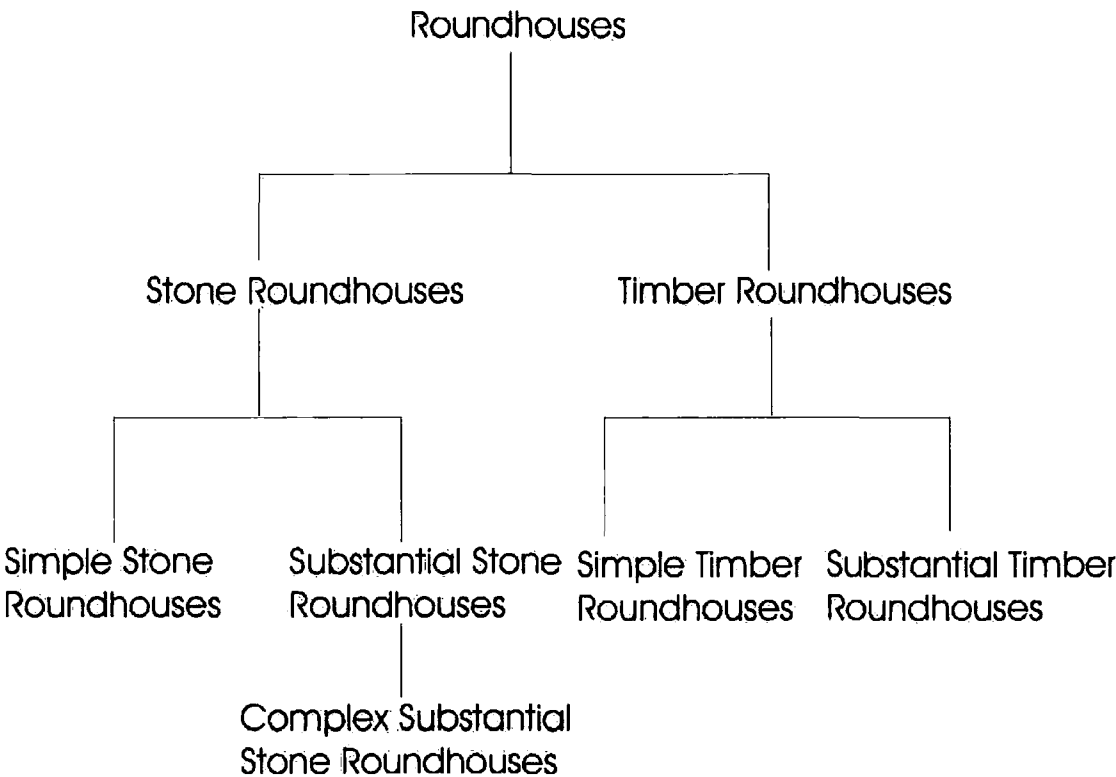 Roundhouses
Stone Roundhouses
Timber Roundhouses
Simple Stone
Roundhouses
Substantial Stone
Roundhouses
Simple Timber
Roundhouses
Substantial Timber
Roundhouses
Complex Substantial
Stone Roundhouses